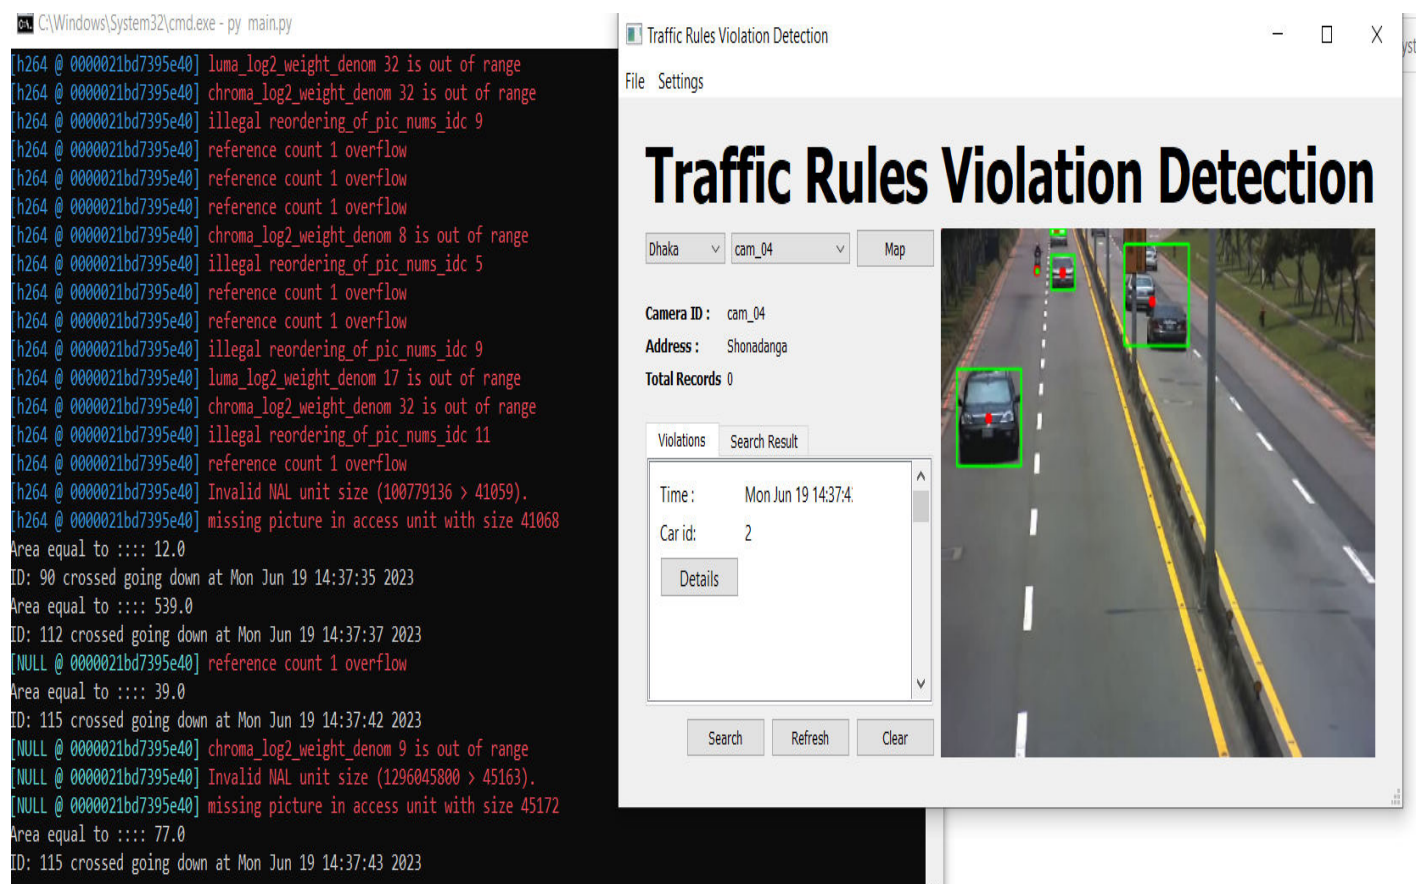 C:\Windows\System32\cmd.exe - py main.py
[h264 @ 0000021bd7395e40] luma_log2_weight_denom 32 is out of range
[h264 @ 0000021bd7395e40] chroma_log2_weight_denom 32 is out of range
[h264 @ 0000021bd7395e40] illegal reordering_of_pic_nums_idc 9
[h264 @ 0000021bd7395e40] reference count 1 overflow
[h264 @ 0000021bd7395e40] reference count 1 overflow
[h264 @ 0000021bd7395e40] reference count 1 overflow
[h264 @ 0000021bd7395e40] chroma_log2_weight_denom 8 is out of range
[h264 @ 0000021bd7395e40] illegal reordering_of_pic_nums_idc 5
[h264 @ 0000021bd7395e40] reference count 1 overflow
[h264 @ 0000021bd7395e40] reference count 1 overflow
[h264 @ 0000021bd7395e40] illegal reordering_of_pic_nums_idc 9
[h264 @ 0000021bd7395e40] luma_log2_weight_denom 17 is out of range
[h264 @ 0000021bd7395e40] chroma_log2_weight_denom 32 is out of range
[h264 @ 0000021bd7395e40] illegal reordering_of_pic_nums_idc 11
[h264 @ 0000021bd7395e40] reference count 1 overflow
[h264 @ 0000021bd7395e40] Invalid NAL unit size (100779136 > 41059).
[h264 @ 0000021bd7395e40] missing picture in access unit with size 41068
Area equal to :::: 12.0
ID: 90 crossed going down at Mon Jun 19 14:37:35 2023
Area equal to :::: 539.0
ID: 112 crossed going down at Mon Jun 19 14:37:37 2023
[NULL @ 0000021bd7395e40] reference count 1 overflow
Area equal to :::: 39.0
ID: 115 crossed going down at Mon Jun 19 14:37:42 2023
[NULL @ 0000021bd7395e40] chroma_log2_weight_denom 9 is out of range
[NULL @ 0000021bd7395e40] Invalid NAL unit size (1296045800 > 45163).
[NULL @ 0000021bd7395e40] missing picture in access unit with size 45172
Area equal to :::: 77.0
ID: 115 crossed going down at Mon Jun 19 14:37:43 2023
Traffic Rules Violation Detection
File Settings
Traffic Rules Violation Detection
Dhaka cam_04 Map
Camera ID : cam_04
Address : Shonadanga
Total Records 0
Violations Search Result
Time : Mon Jun 19 14:37:4
Car id: 2
Details
Search Refresh Clear